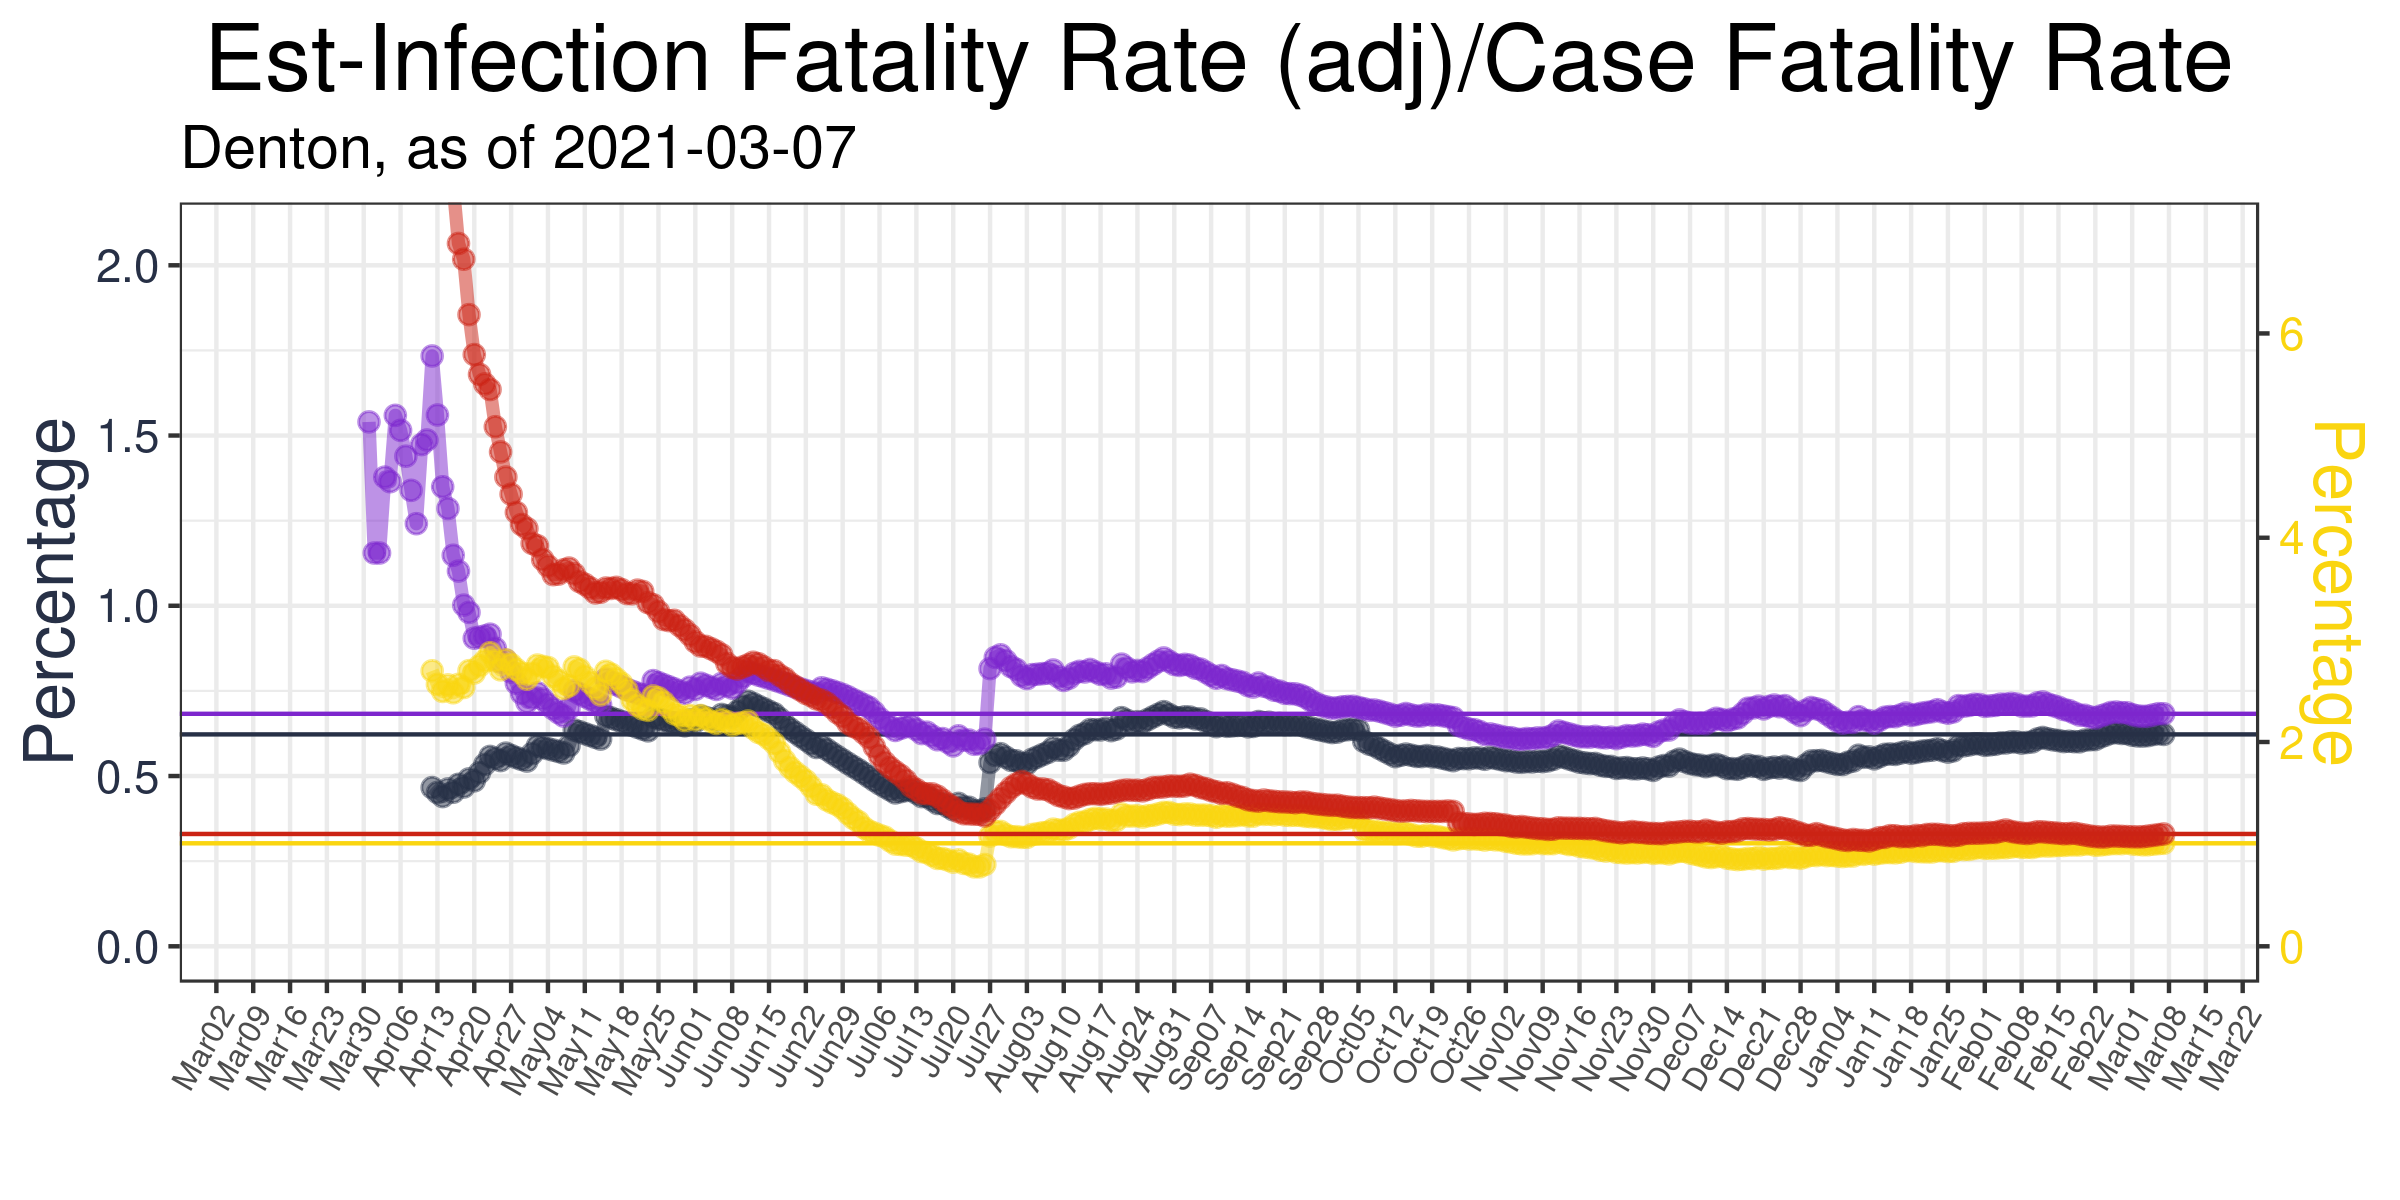 Est-Infection Fatality Rate (adj)/Case Fatality Rate
Denton, as of 2021-03-07
Percentage
2.0
1.5
1.0
0.5
0.0
6
4
2
0
Percentage
Mar02 Mar09 Mar16 Mar23 Mar30 Apr06 Apr13 Apr20 Apr27 May04 May11 May18 May25 Jun01 Jun08 Jun15 Jun22 Jun29 Jul06 Jul13 Jul20 Jul27 Aug03 Aug10 Aug17 Aug24 Aug31 Sep07 Sep14 Sep21 Sep28 Oct05 Oct12 Oct19 Oct26 Nov02 Nov09 Nov16 Nov23 Nov30 Dec07 Dec14 Dec21 Dec28 Dec04 Jan11 Jan18 Jan25 Feb01 Feb08 Feb15 Feb22 Mar01 Mar08 Mar15 Mar22